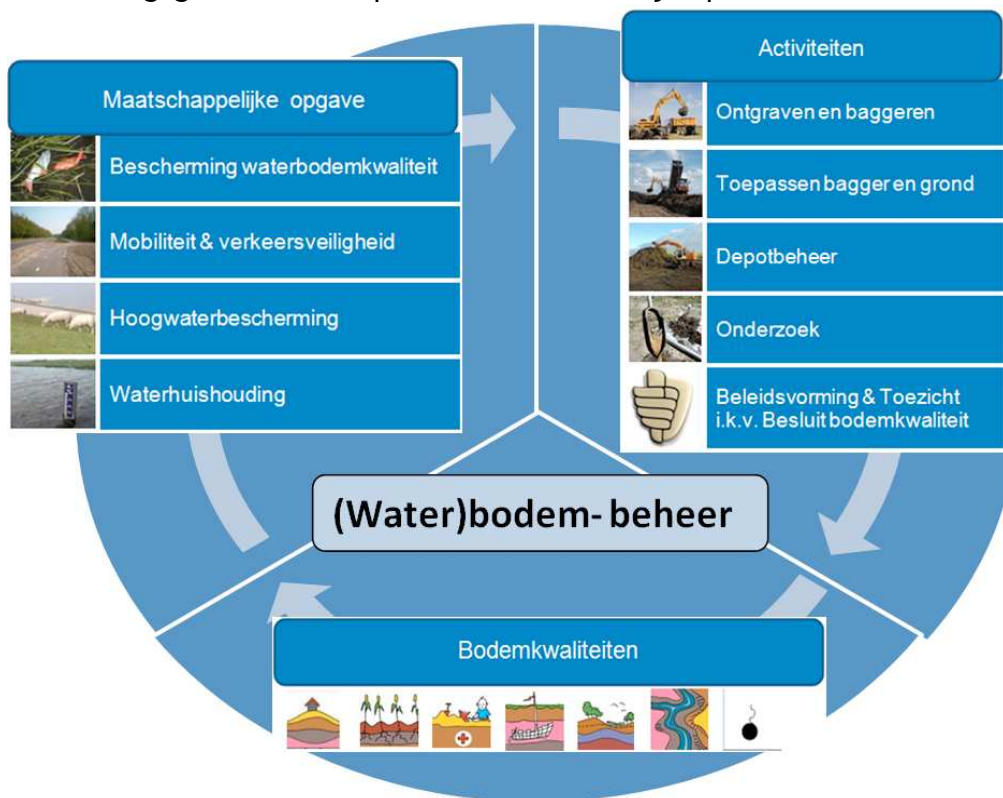 Maatschappelijke opgave
Bescherming waterbodemkwaliteit
Mobiliteit & verkeersveiligheid
Hoogwaterbescherming
Waterhuishouding
Activiteiten
Ontgraven en baggeren
Toepassen bagger en grond
Depotbeheer
Onderzoek
Beleidsvorming & Toezicht
i.k.v. Besluit bodemkwaliteit
(Water)bodem- beheer
Bodemkwaliteiten